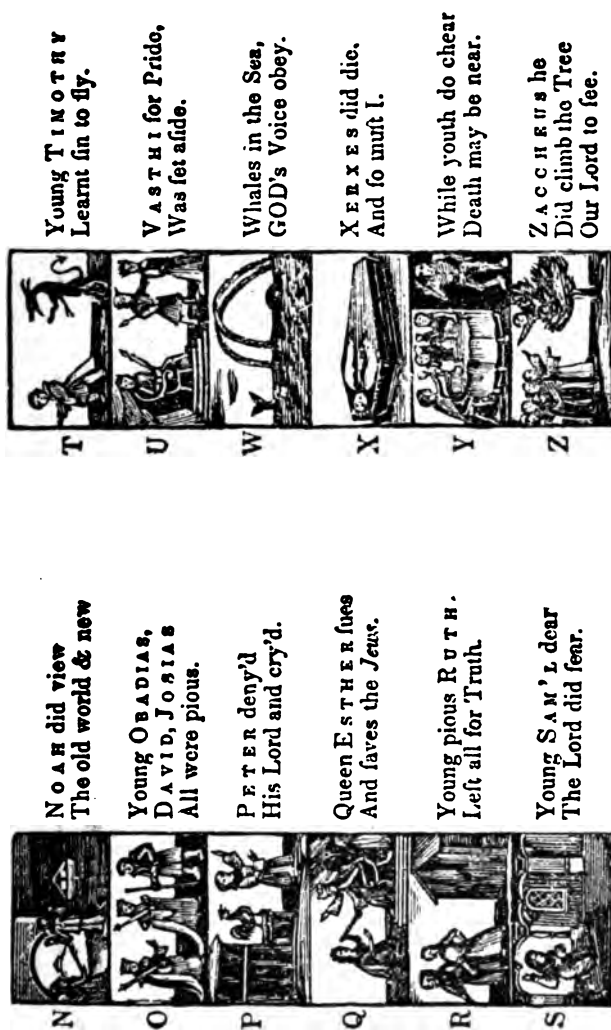 N
NOAH did view
The old world & new
O
Young OBADIAS,
DAVID, JOSIAS
All were pious.
P
PETER deny'd
His Lord and cry'd.
Q
Queen ESTHER ſues
And ſaves the Jews.
R
Young pious RUTH.
Left all for Truth.
S
Young SAM'L dear
The Lord did fear.
T
Young TIMOTHY
Learnt ſin to fly.
U
VASTHI for Pride,
Was ſet aſide.
W
Whales in the Sea,
GOD's Voice obey.
X
XERXES did die.
And ſo muſt I.
Y
While youth do chear
Death may be near.
Z
ZACCHEUS he
Did climb the Tree
Our Lord to ſee.